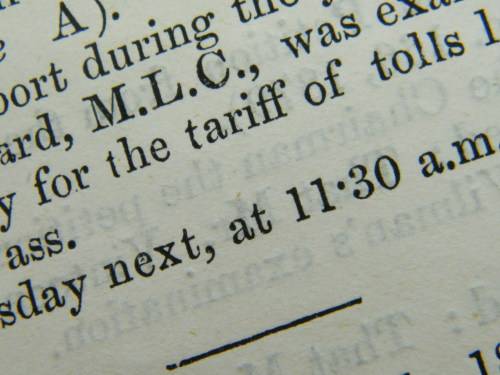 A).
port during the
ard, M.L.C., was exa
y for the tariff of tolls l
ass.
sday next, at 11·30 a.m.